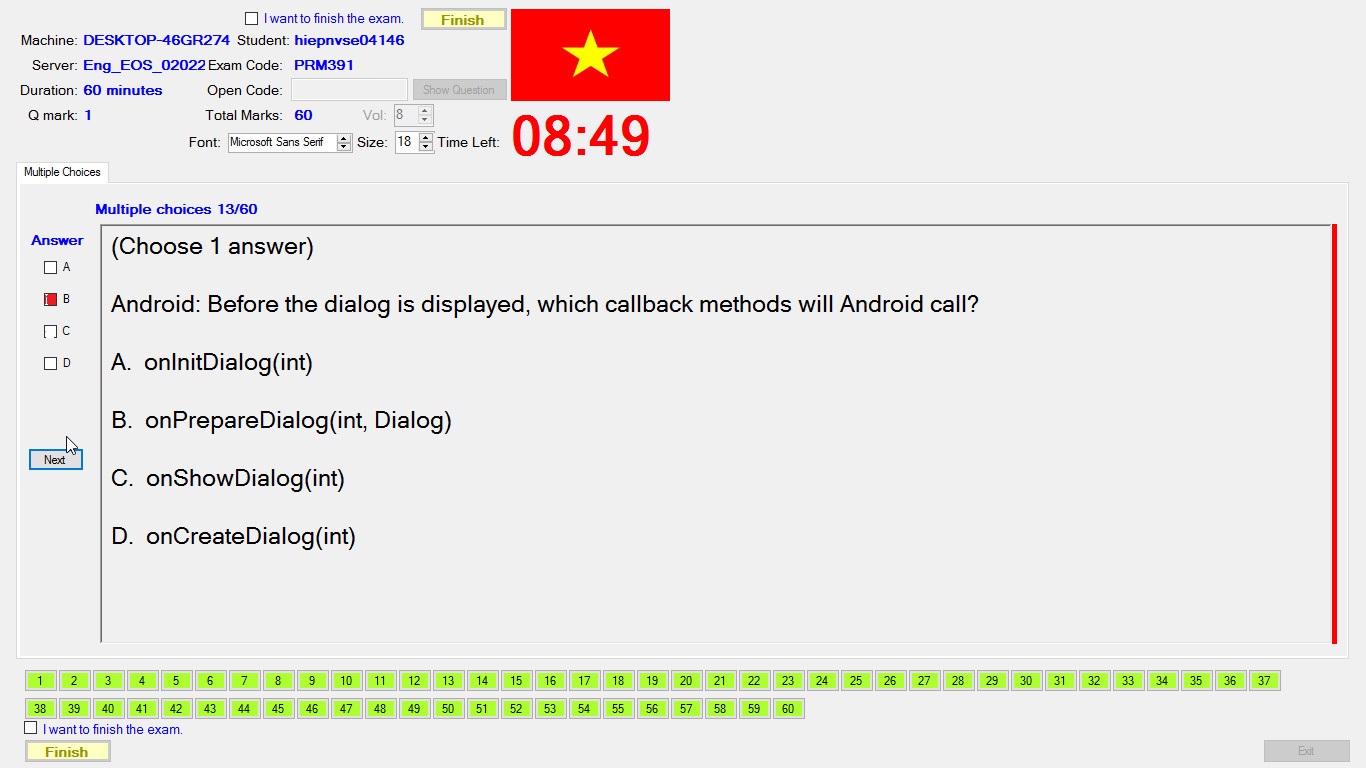 I want to finish the exam. Finish
Machine: DESKTOP-46GR274 Student: hiepnvse04146
Server: Eng_EOS_02022 Exam Code: PRM391
Duration: 60 minutes Open Code: Show Question
Q mark: 1 Total Marks: 60 Vol: 8
Font: Microsoft Sans Serif Size: 18 Time Left: 08:49
Multiple Choices
Multiple choices 13/60
Answer
A
B
C
D
Next
(Choose 1 answer)
Android: Before the dialog is displayed, which callback methods will Android call?
A. onInitDialog(int)
B. onPrepareDialog(int, Dialog)
C. onShowDialog(int)
D. onCreateDialog(int)
1 2 3 4 5 6 7 8 9 10 11 12 13 14 15 16 17 18 19 20 21 22 23 24 25 26 27 28 29 30 31 32 33 34 35 36 37
38 39 40 41 42 43 44 45 46 47 48 49 50 51 52 53 54 55 56 57 58 59 60
I want to finish the exam.
Finish Exit